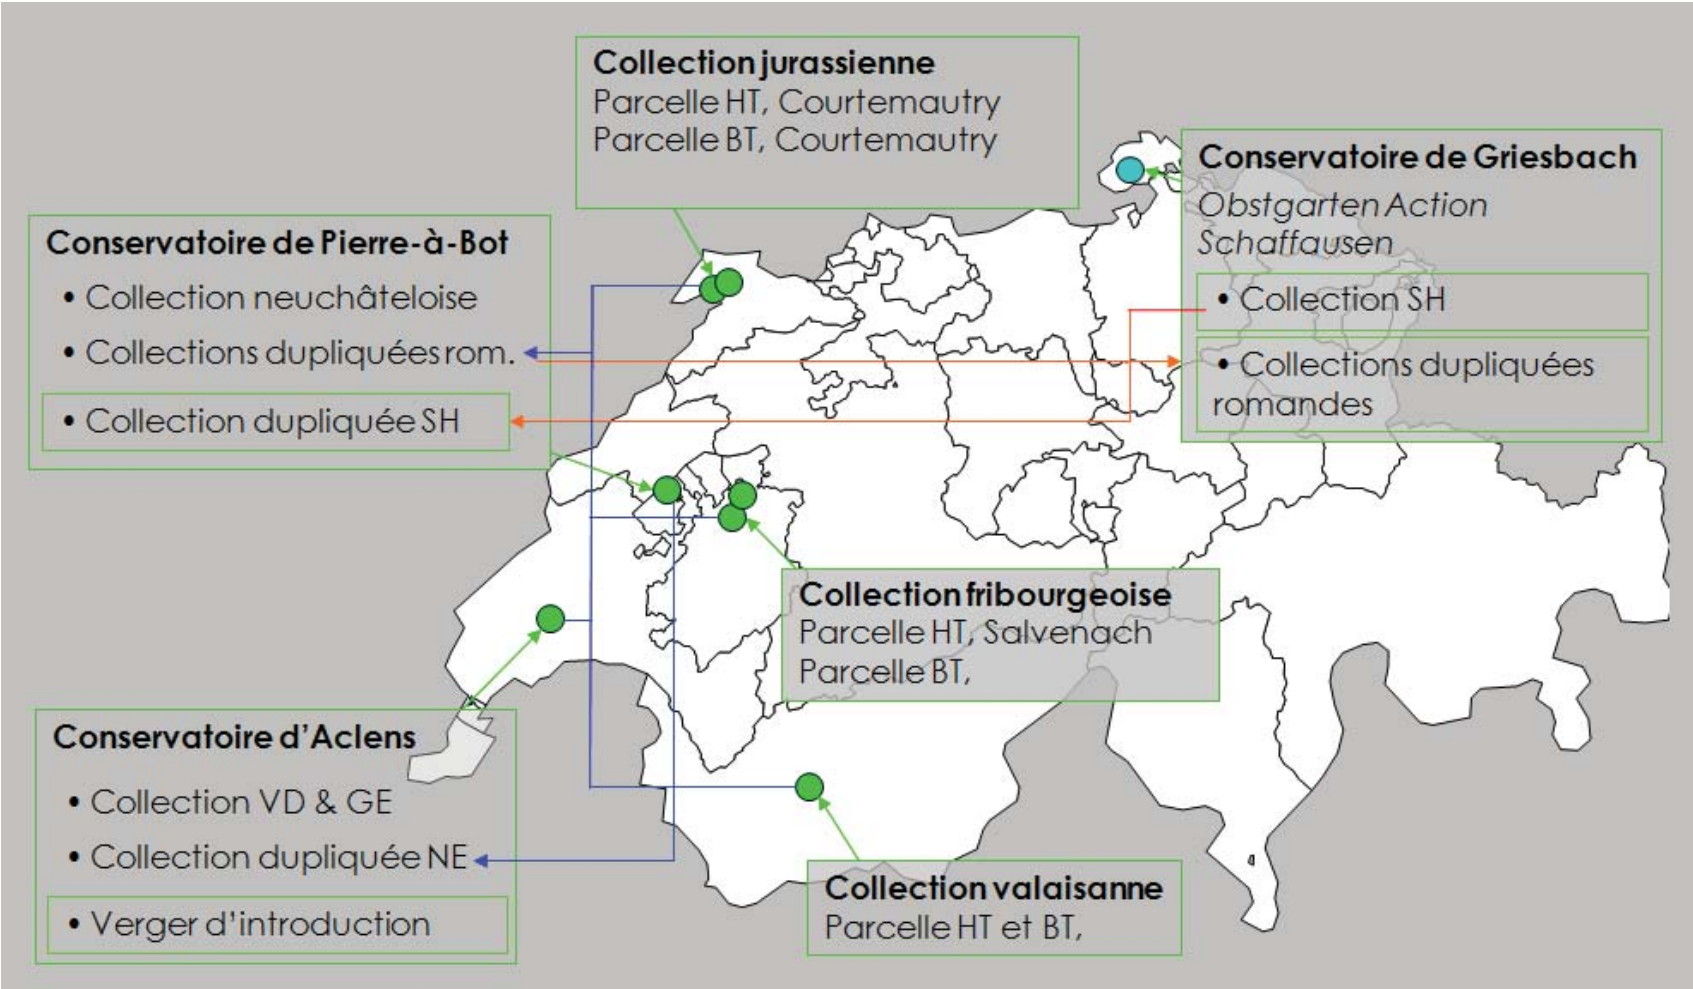 Collection jurassienne
Parcelle HT, Courtemautry
Parcelle BT, Courtemautry
Conservatoire de Griesbach
Obstgarten Action
Schaffausen
• Collection SH
• Collections dupliquées
romandes
Conservatoire de Pierre-à-Bot
• Collection neuchâteloise
• Collections dupliquées rom.
• Collection dupliquée SH
Collection fribourgeoise
Parcelle HT, Salvenach
Parcelle BT,
Conservatoire d'Aclens
• Collection VD & GE
• Collection dupliquée NE
• Verger d'introduction
Collection valaisanne
Parcelle HT et BT,